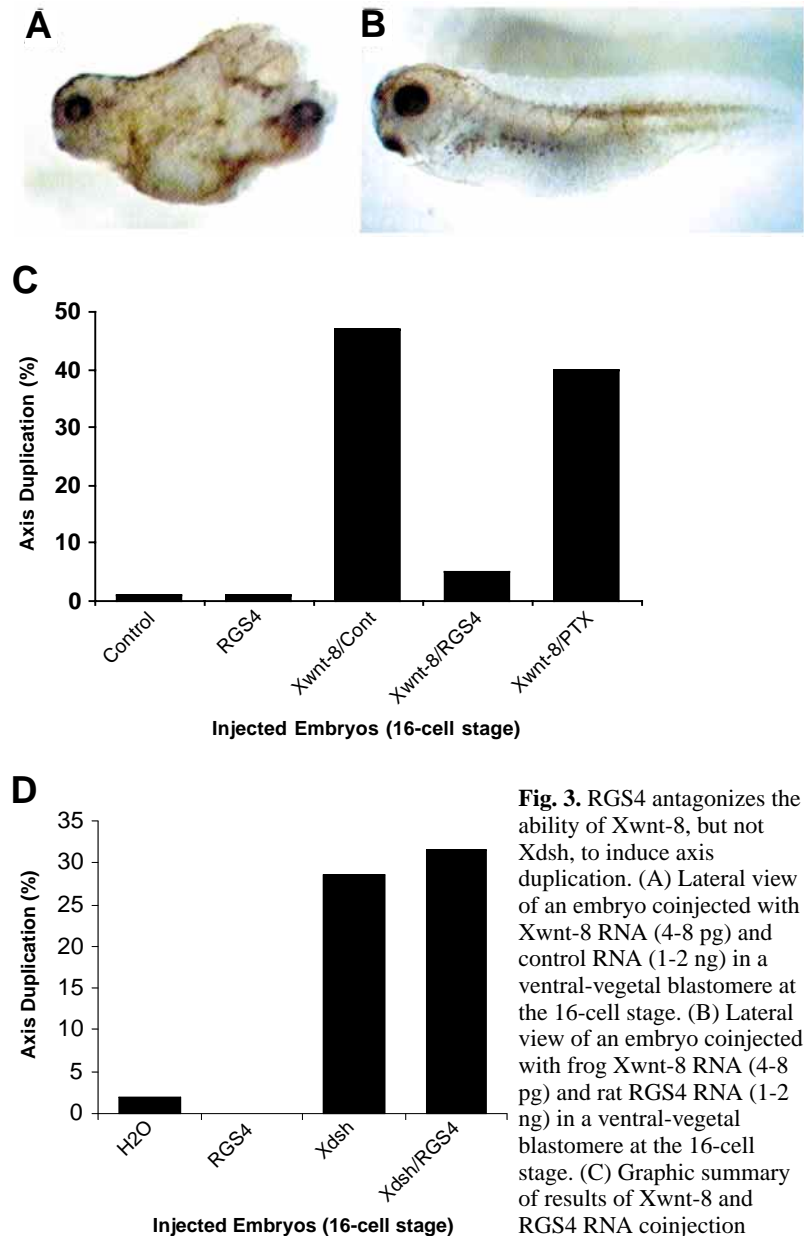 A
B
C
50
40
30
20
10
0
Axis Duplication (%)
Control
RGS4
Xwnt-8/Cont
Xwnt-8/RGS4
Xwnt-8/PTX
Injected Embryos (16-cell stage)
D
35
30
25
20
15
10
5
0
Axis Duplication (%)
H2O
RGS4
Xdsh
Xdsh/RGS4
Injected Embryos (16-cell stage)
Fig. 3. RGS4 antagonizes the
ability of Xwnt-8, but not
Xdsh, to induce axis
duplication. (A) Lateral view
of an embryo coinjected with
Xwnt-8 RNA (4-8 pg) and
control RNA (1-2 ng) in a
ventral-vegetal blastomere at
the 16-cell stage. (B) Lateral
view of an embryo coinjected
with frog Xwnt-8 RNA (4-8
pg) and rat RGS4 RNA (1-2
ng) in a ventral-vegetal
blastomere at the 16-cell
stage. (C) Graphic summary
of results of Xwnt-8 and
RGS4 RNA coinjection